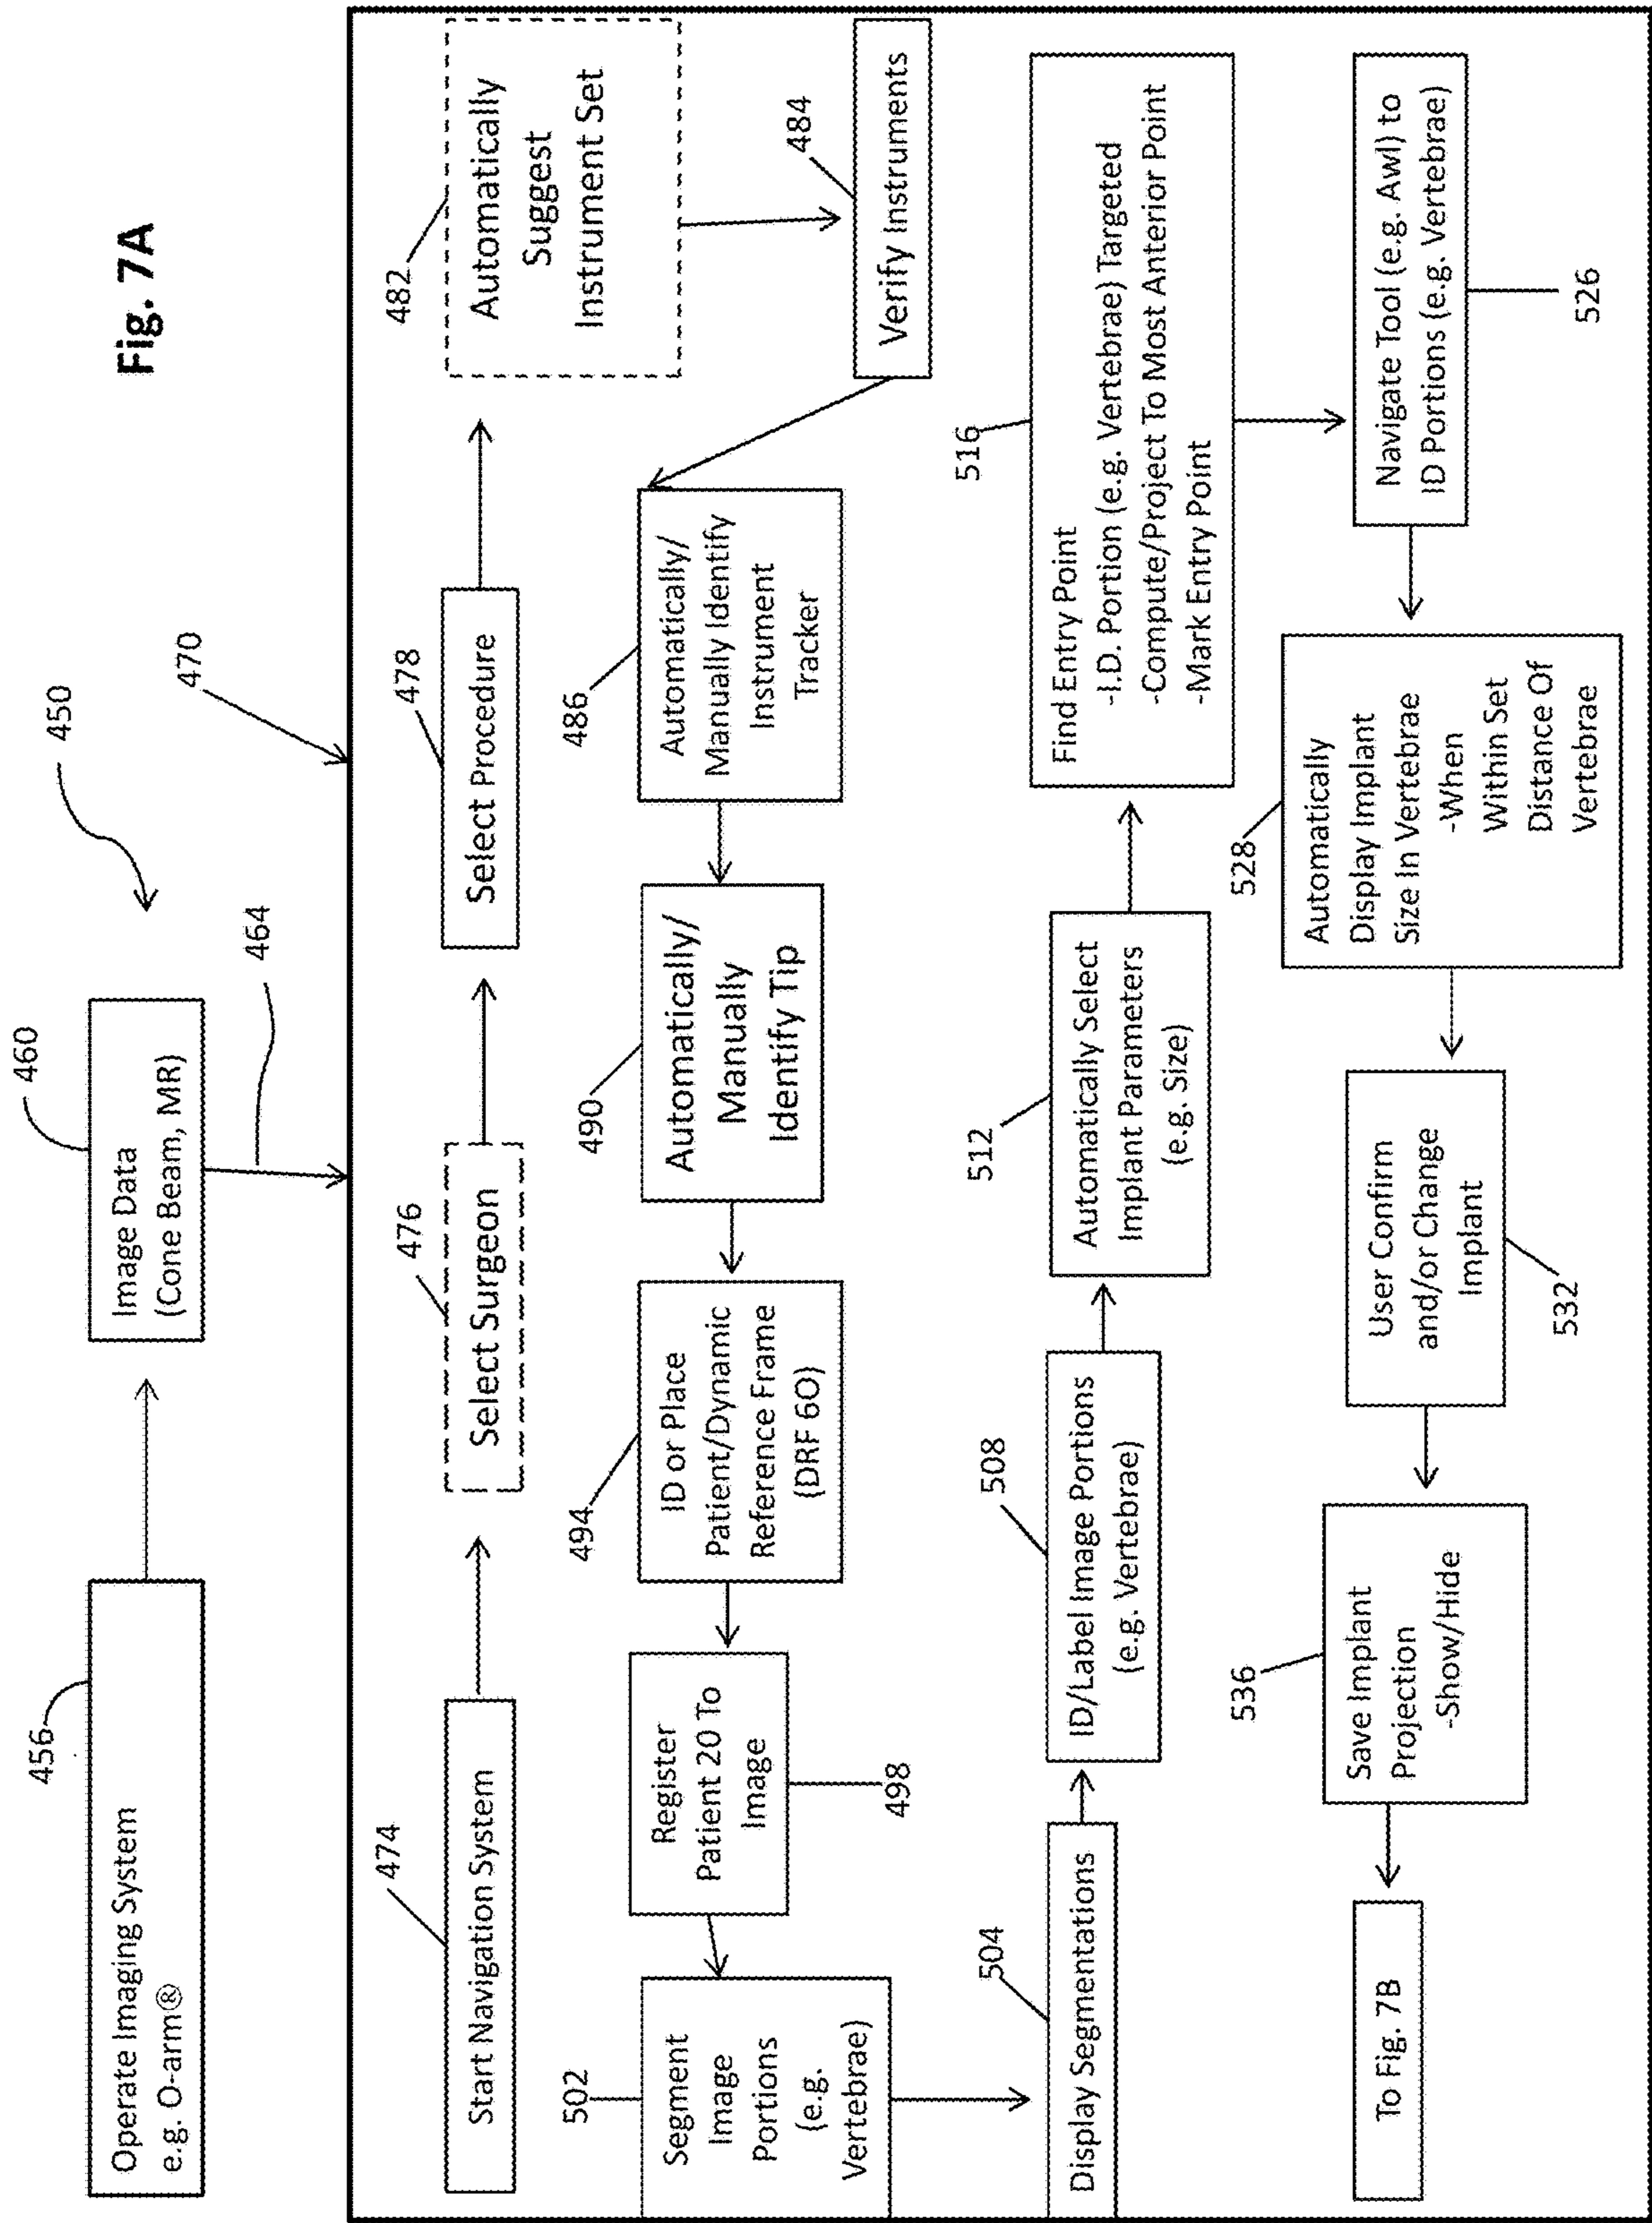 Fig. 7A
450
456
Operate Imaging System
e.g. O-arm®
460
Image Data
(Cone Beam, MR)
464
470
474
Start Navigation System
476
Select Surgeon
478
Select Procedure
482
Automatically
Suggest
Instrument Set
484
Verify Instruments
486
Automatically/
Manually Identify
Instrument
Tracker
490
Automatically/
Manually
Identify Tip
494
ID or Place
Patient/Dynamic
Reference Frame
(DRF 6O)
Register
Patient 20 To
Image
498
502
Segment
Image
Portions
(e.g.
Vertebrae)
504
Display Segmentations
508
ID/Label Image Portions
(e.g. Vertebrae)
512
Automatically Select
Implant Parameters
(e.g. Size)
516
Find Entry Point
-I.D. Portion (e.g. Vertebrae) Targeted
-Compute/Project To Most Anterior Point
-Mark Entry Point
Navigate Tool (e.g. Awl) to
ID Portions (e.g. Vertebrae)
526
528
Automatically
Display Implant
Size In Vertebrae
-When
Within Set
Distance Of
Vertebrae
User Confirm
and/or Change
Implant
532
536
Save Implant
Projection
-Show/Hide
To Fig. 7B